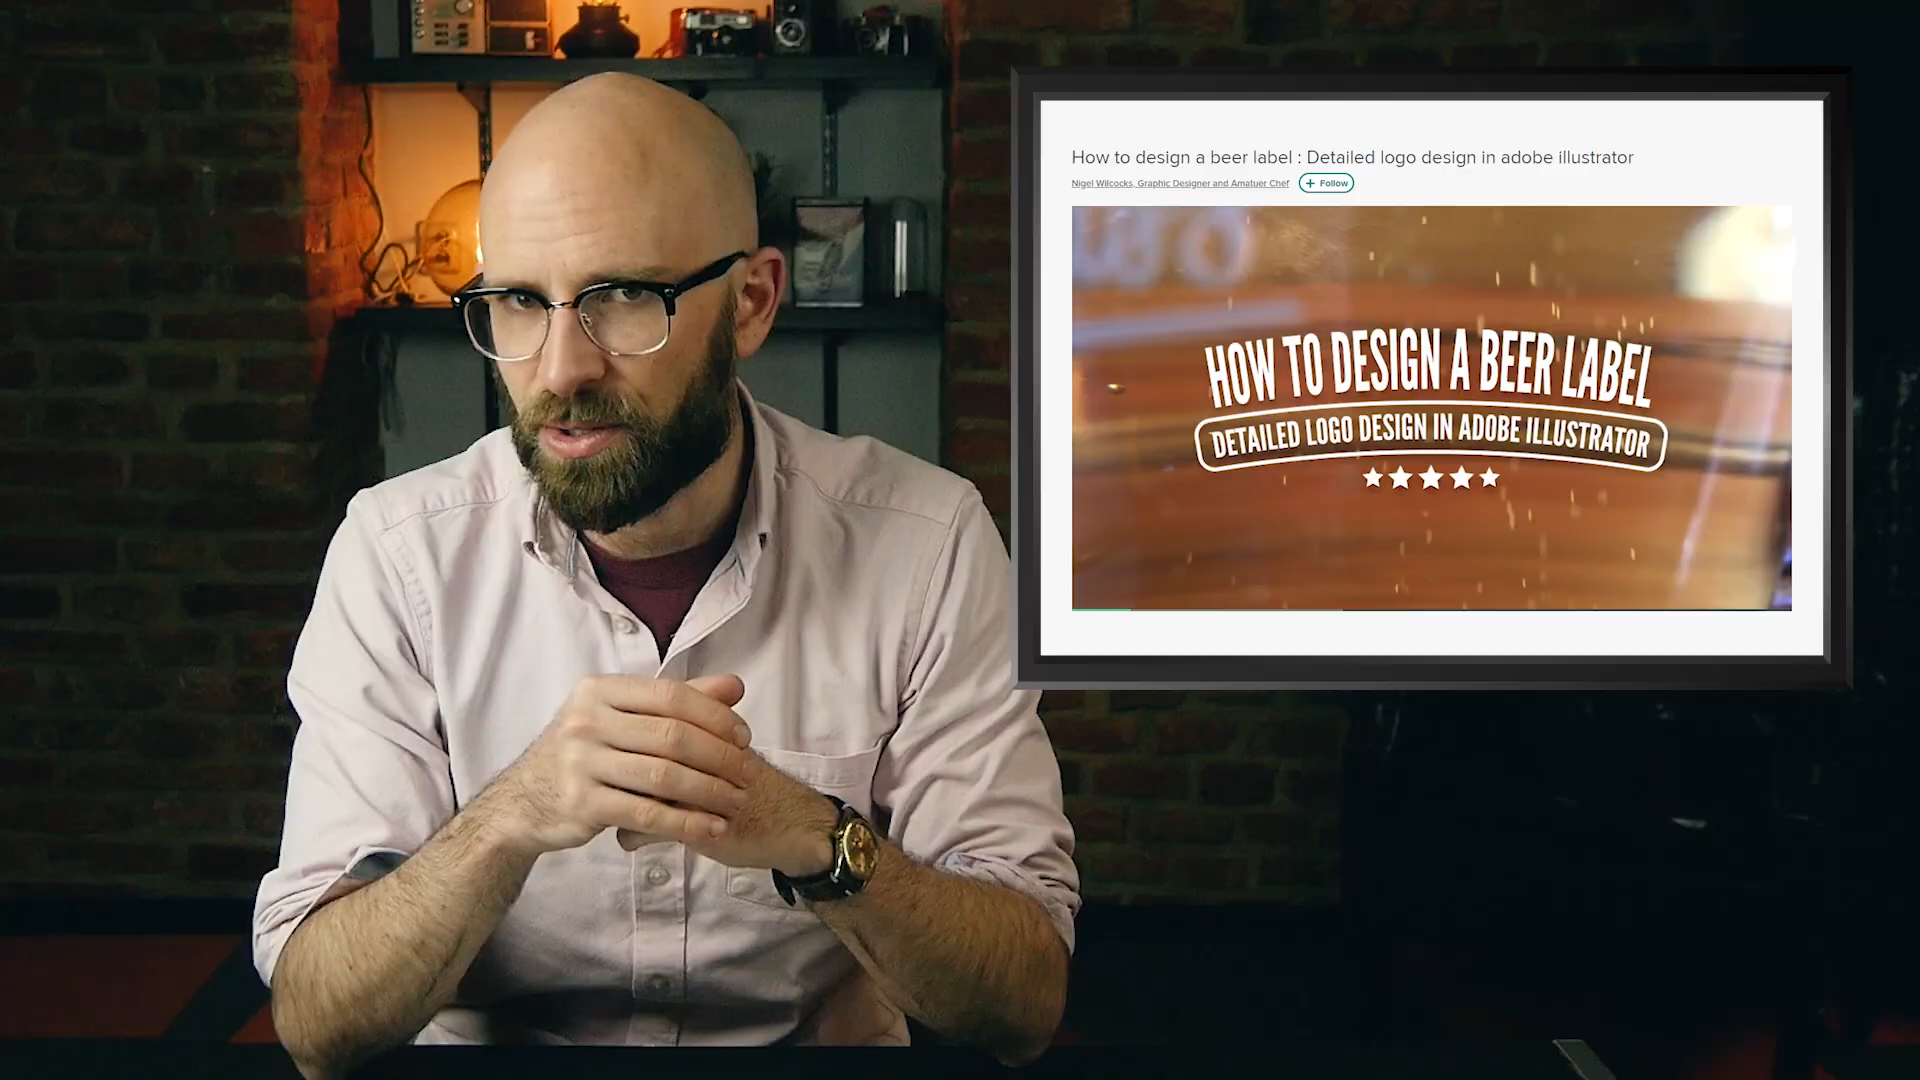 How to design a beer label : Detailed logo design in adobe illustrator
Nigel Wilcocks, Graphic Designer and Amatuer Chef
+ Follow
HOW TO DESIGN A BEER LABEL
DETAILED LOGO DESIGN IN ADOBE ILLUSTRATOR